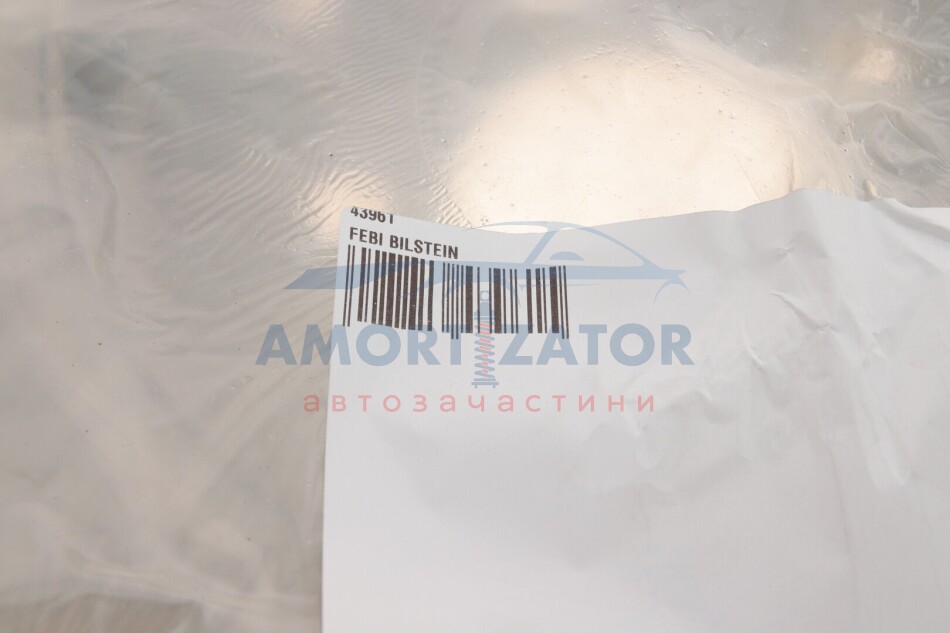 43961
FEBI BILSTEIN
AMORTIZATOR
автозачастини